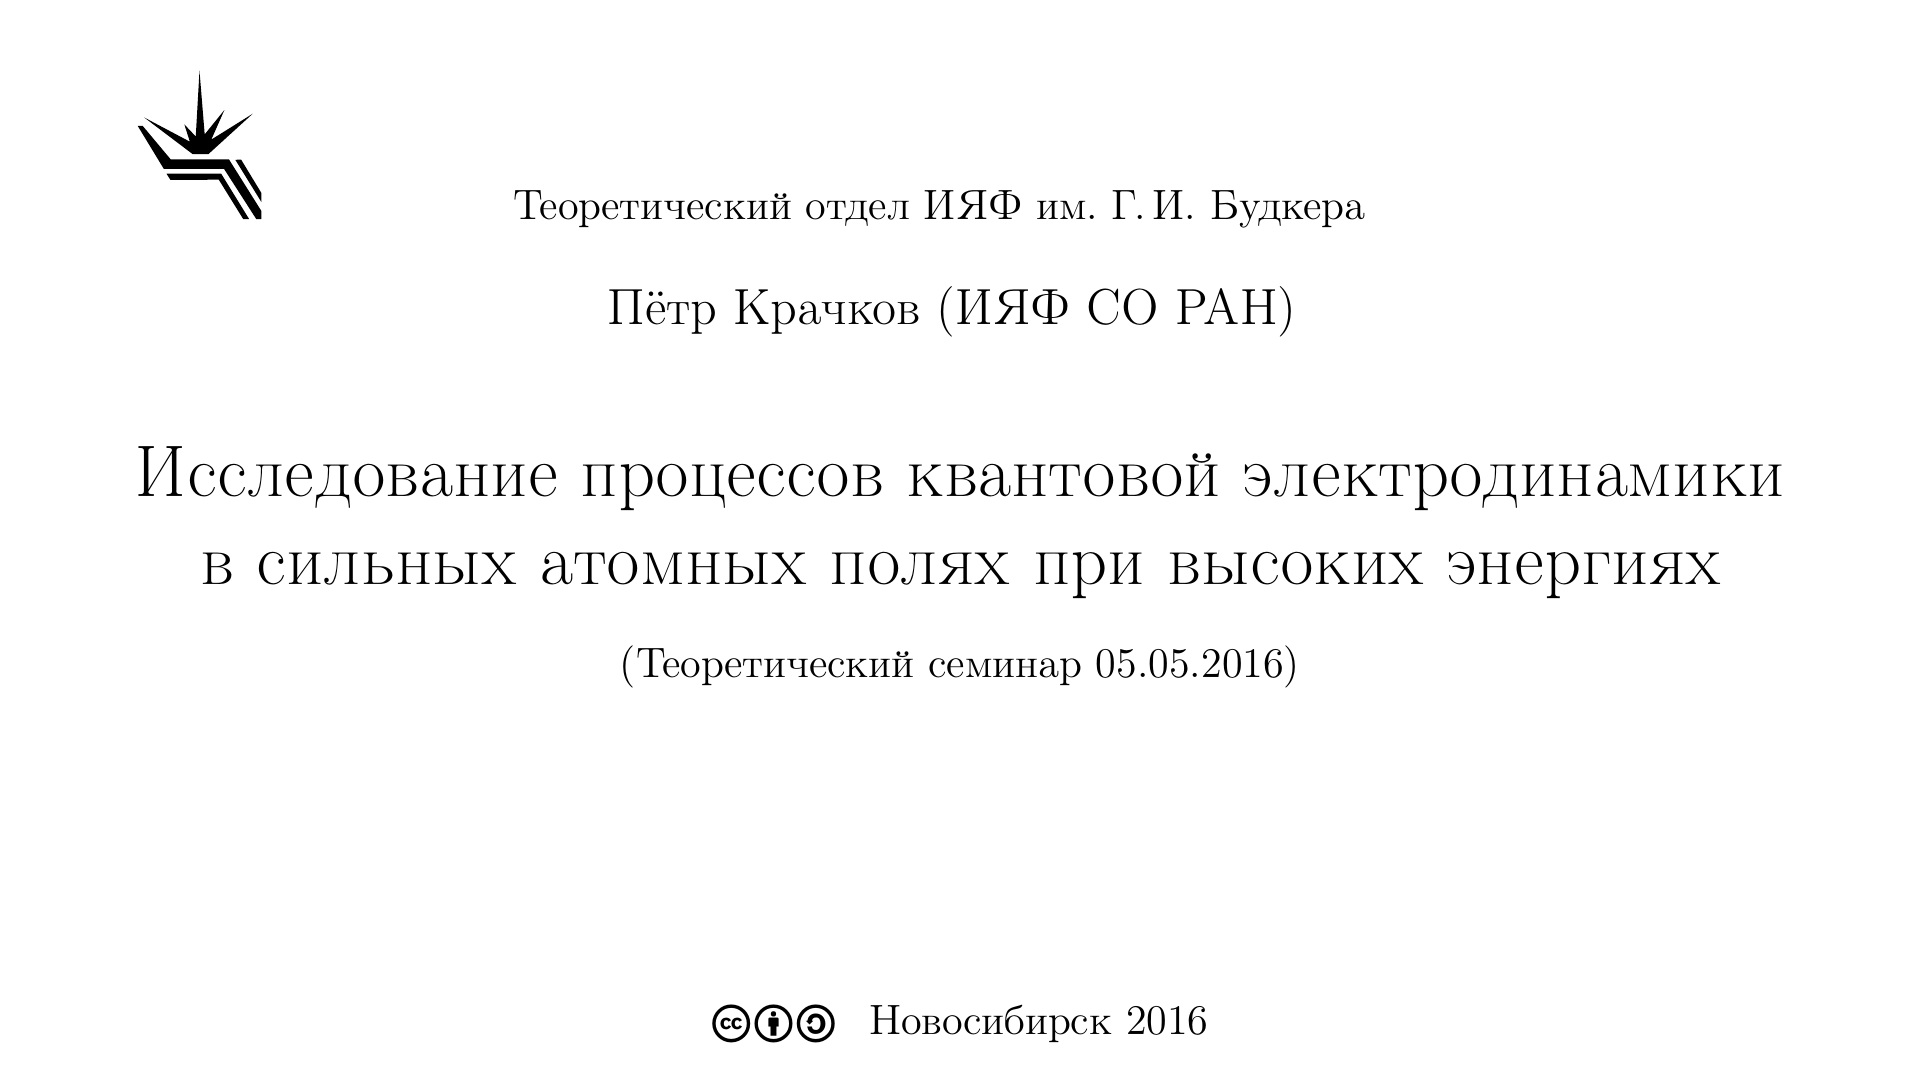 Теоретический отдел ИЯФ им. Г. И. Будкера
Пётр Крачков (ИЯФ СО РАН)
Исследование процессов квантовой электродинамики
в сильных атомных полях при высоких энергиях
(Теоретический семинар 05.05.2016)
cc Новосибирск 2016